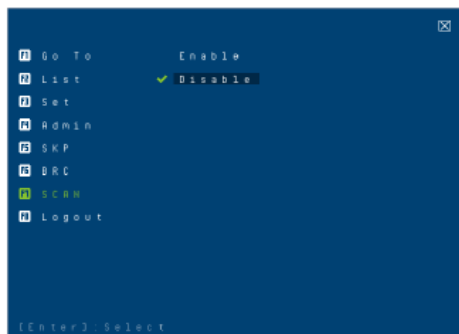 F1 Go To Enable
F2 List Disable
F3 Set
F4 Admin
F5 SKP
F6 BRC
F7 SCAN
F8 Logout
[Enter]:Select